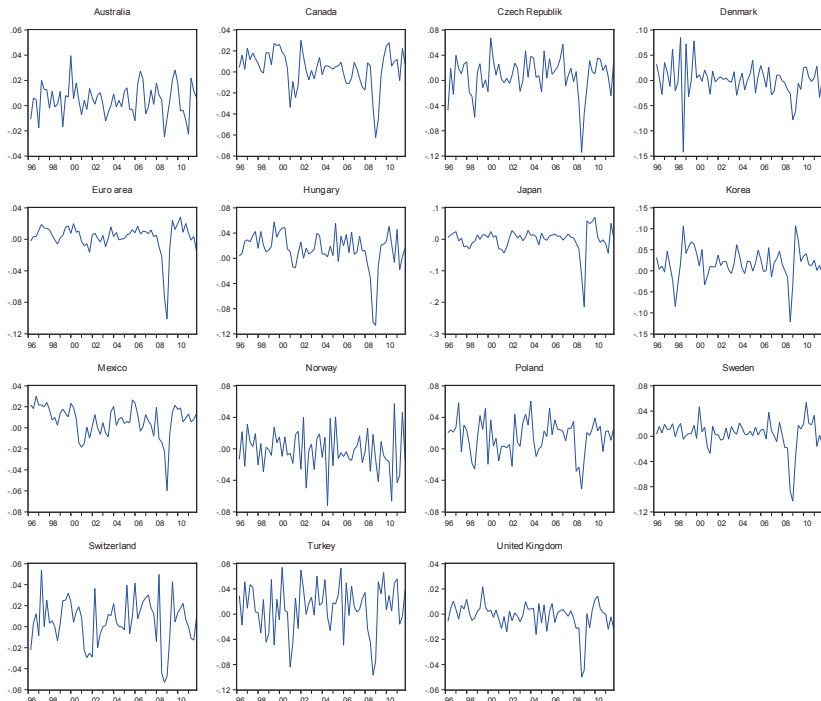 Australia Canada Czech Republik Denmark
.06 .06 .08 .10
.04 .04 .04 .05
.02 .02 .00 .00
.00 .00 -.04 -.05
-.02 -.02 -.08 -.10
-.04 -.04 -.12 -.15
-.06
-.08
96 98 00 02 04 06 08 10 96 98 00 02 04 06 08 10 96 98 00 02 04 06 08 10 96 98 00 02 04 06 08 10
Euro area Hungary Japan Korea
.04 .08 .1 .15
.00 .04 .0 .10
-.04 .00 -.1 .05
-.08 -.04 -.2 .00
-.12 -.08 -.3 -.05
-.12 -.10
-.15
96 98 00 02 04 06 08 10 96 98 00 02 04 06 08 10 96 98 00 02 04 06 08 10 96 98 00 02 04 06 08 10
Mexico Norway Poland Sweden
.04 .08 .08 .08
.02 .04 .04 .04
.00 .00 .00 .00
-.02 -.04 -.04 -.04
-.04 -.08 -.08 -.08
-.06 -.12
-.08
96 98 00 02 04 06 08 10 96 98 00 02 04 06 08 10 96 98 00 02 04 06 08 10 96 98 00 02 04 06 08 10
Switzerland Turkey United Kingdom
.06 .08 .04
.04 .04 .02
.02 .00 .00
.00 -.04 -.02
-.02 -.08 -.04
-.04 -.12 -.06
-.06
96 98 00 02 04 06 08 10 96 98 00 02 04 06 08 10 96 98 00 02 04 06 08 10